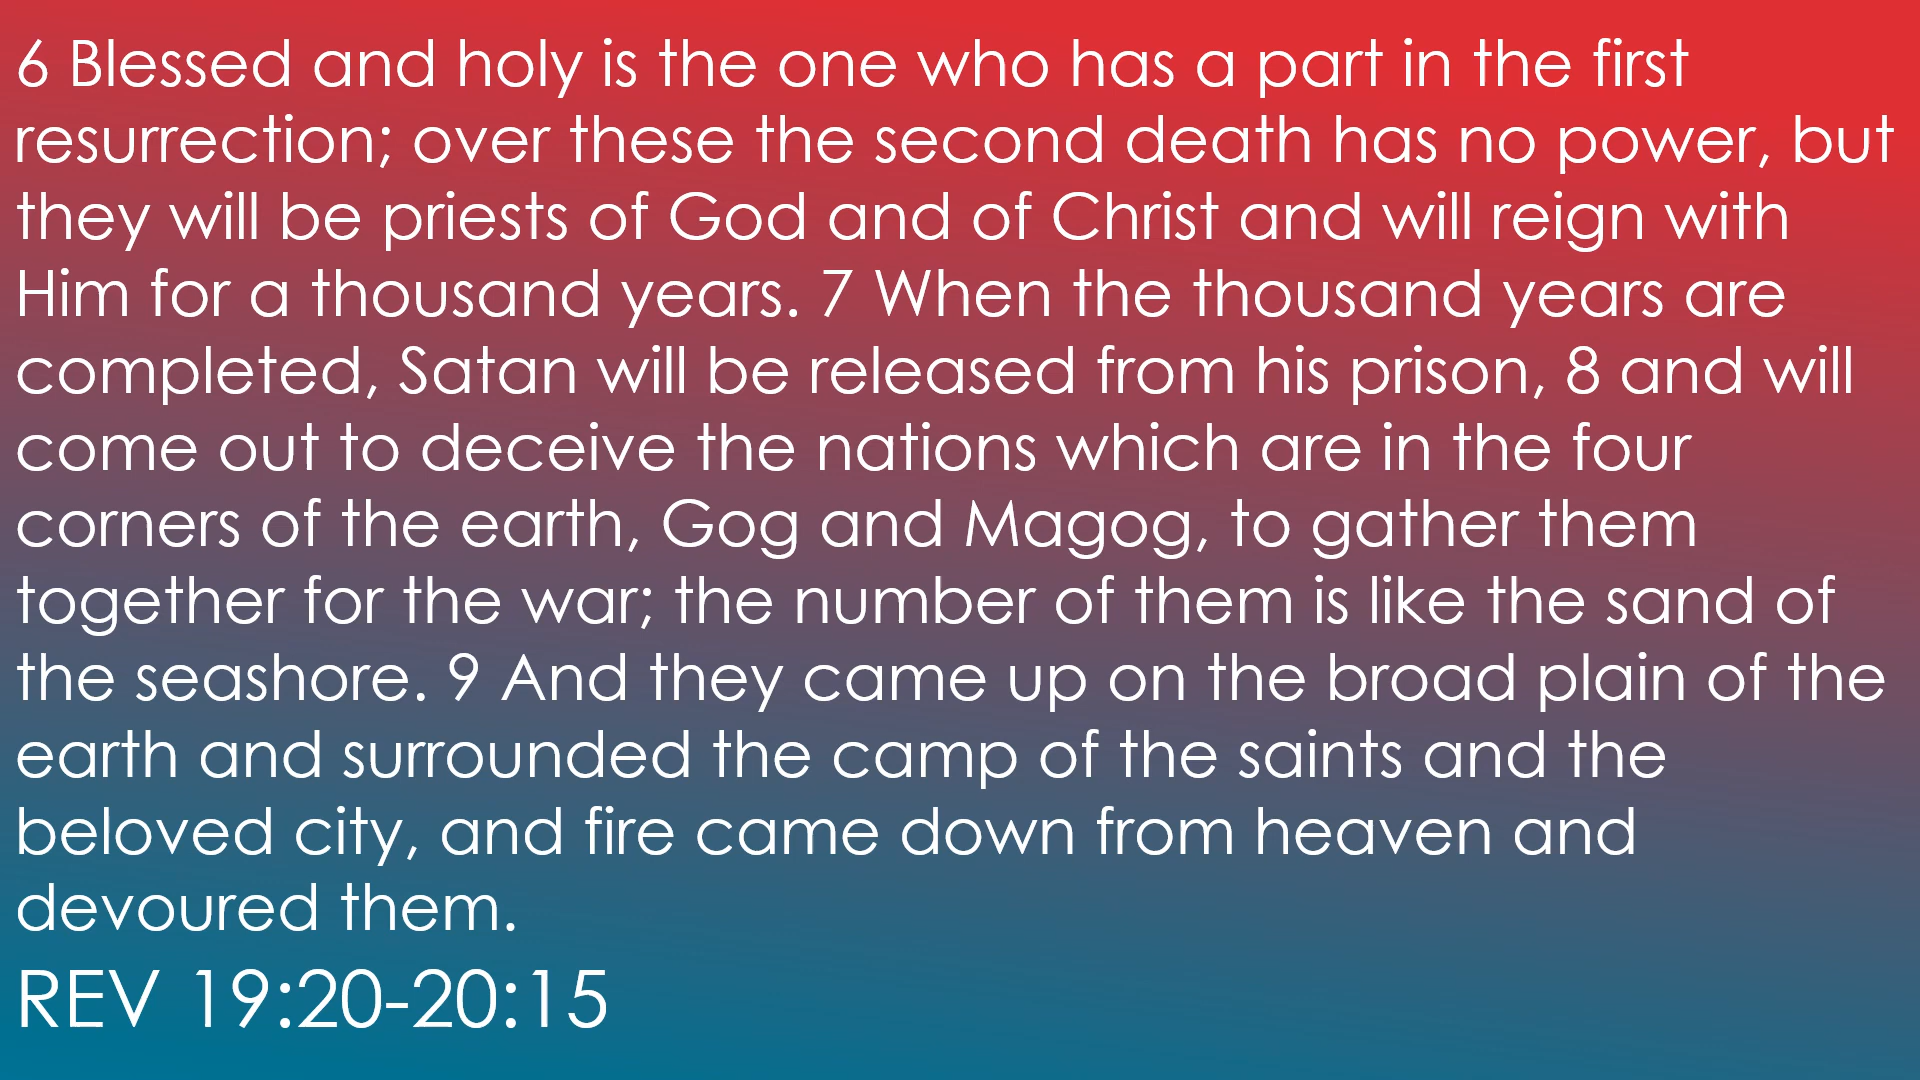 6 Blessed and holy is the one who has a part in the first
resurrection; over these the second death has no power, but
they will be priests of God and of Christ and will reign with
Him for a thousand years. 7 When the thousand years are
completed, Satan will be released from his prison, 8 and will
come out to deceive the nations which are in the four
corners of the earth, Gog and Magog, to gather them
together for the war; the number of them is like the sand of
the seashore. 9 And they came up on the broad plain of the
earth and surrounded the camp of the saints and the
beloved city, and fire came down from heaven and
devoured them.
REV 19:20-20:15